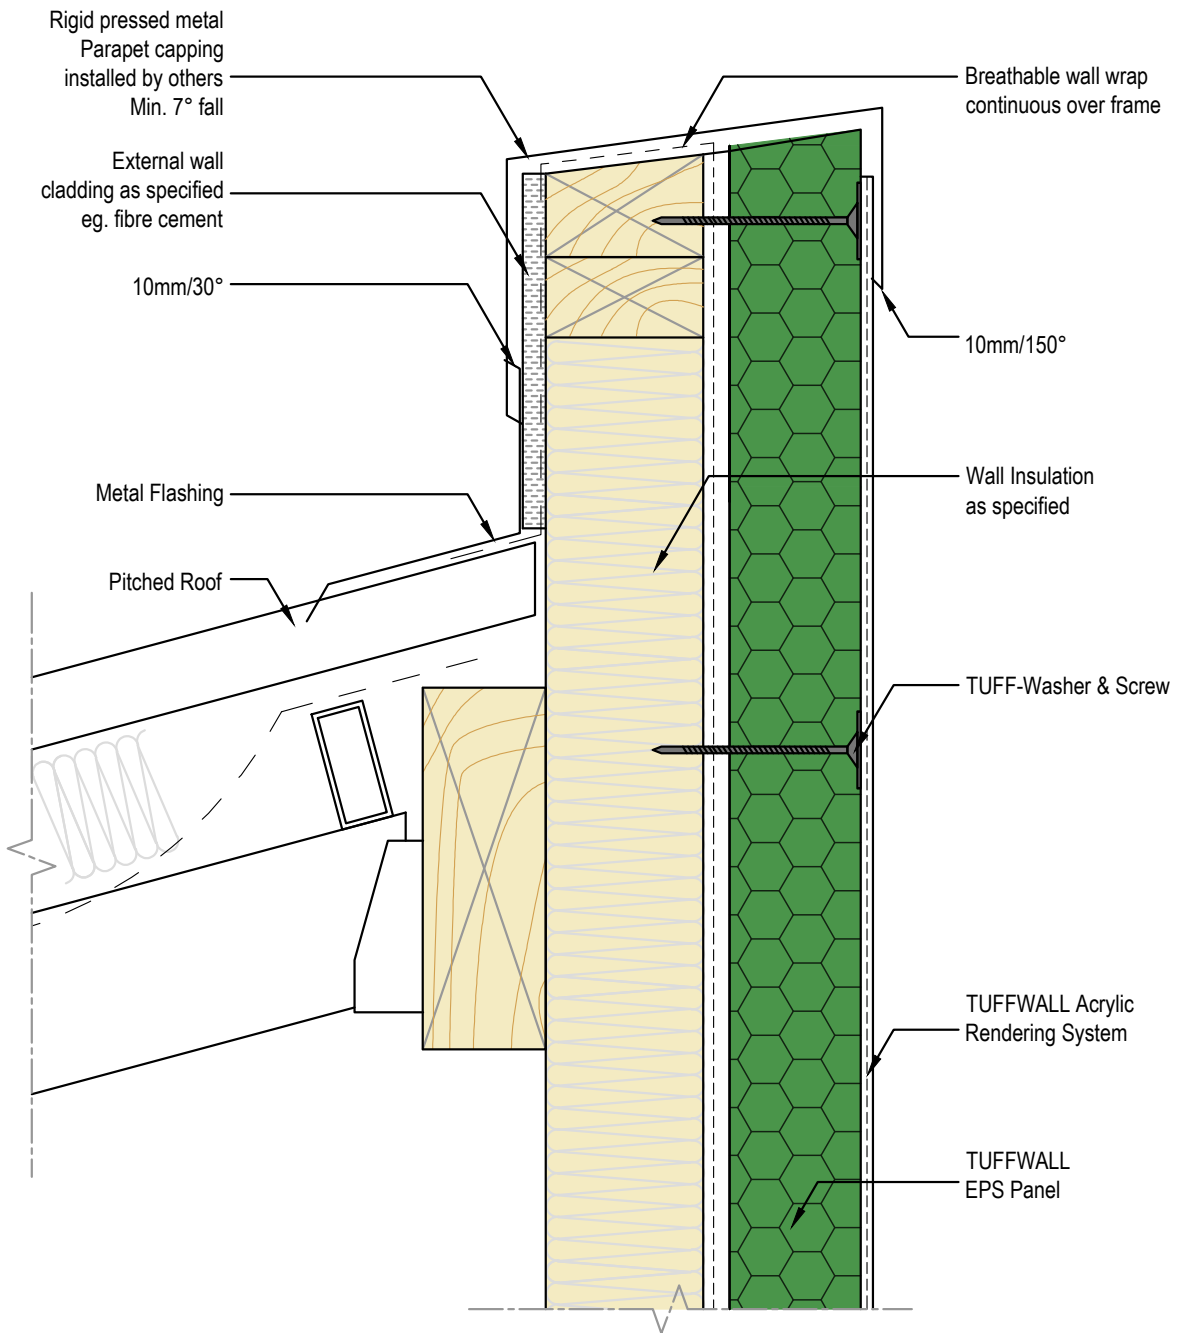 Rigid pressed metal
Parapet capping
installed by others
Min. 7° fall
External wall
cladding as specified
eg. fibre cement
10mm/30°
Metal Flashing
Pitched Roof
Breathable wall wrap
continuous over frame
10mm/150°
Wall Insulation
as specified
TUFF-Washer & Screw
TUFFWALL Acrylic
Rendering System
TUFFWALL
EPS Panel